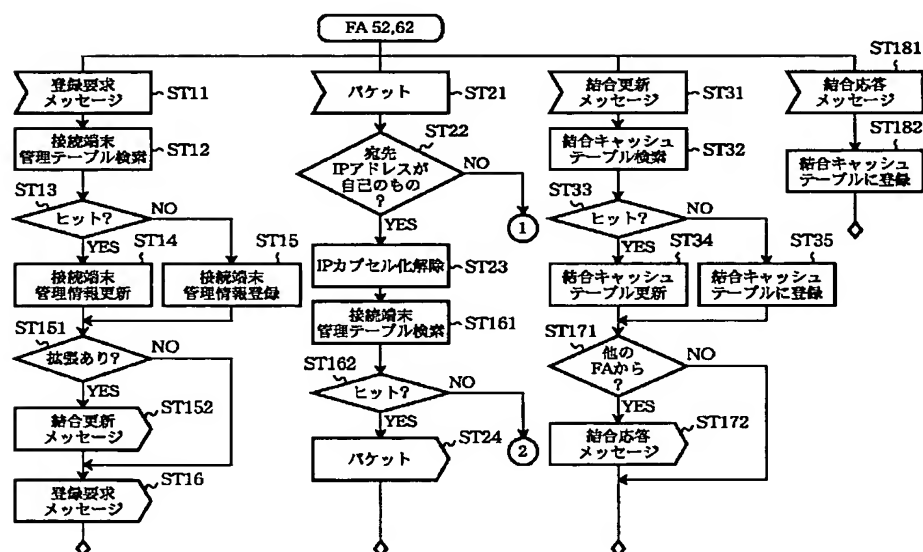 FA 52,62
登録要求
メッセージ
ST11
接続端末
管理テーブル検索
ST12
ST13
ヒット?
NO
YES
ST14
接続端末
管理情報更新
ST15
接続端末
管理情報登録
ST151
拡張あり?
NO
YES
ST152
結合更新
メッセージ
ST16
登録要求
メッセージ
パケット
ST21
ST22
宛先
IPアドレスが
自己のもの
?
NO
1
YES
IPカプセル化解除
ST23
接続端末
管理テーブル検索
ST161
ST162
ヒット?
NO
2
YES
ST24
パケット
結合更新
メッセージ
ST31
結合キャッシュ
テーブル検索
ST32
ST33
ヒット?
NO
YES
ST34
結合キャッシュ
テーブル更新
ST35
結合キャッシュ
テーブルに登録
ST171
他の
FAから
?
NO
YES
結合応答
メッセージ
ST172
ST181
結合応答
メッセージ
ST182
結合キャッシュ
テーブルに登録